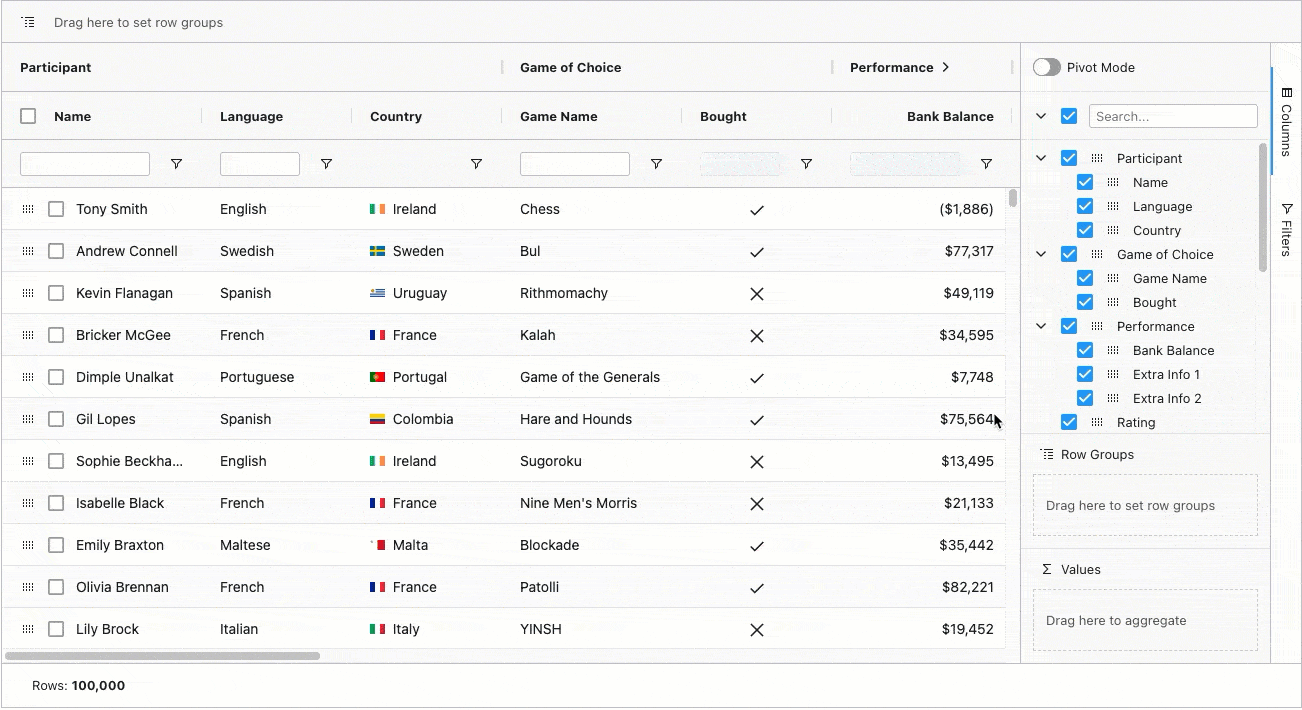 Drag here to set row groups
Participant Game of Choice Performance Pivot Mode
Name Language Country Game Name Bought Bank Balance Search...
Columns
Filters
Tony Smith English Ireland Chess ($1,886)
Andrew Connell Swedish Sweden Bul $77,317
Kevin Flanagan Spanish Uruguay Rithmomachy $49,119
Bricker McGee French France Kalah $34,595
Dimple Unalkat Portuguese Portugal Game of the Generals $7,748
Gil Lopes Spanish Colombia Hare and Hounds $75,564
Sophie Beckha... English Ireland Sugoroku $13,495
Isabelle Black French France Nine Men's Morris $21,133
Emily Braxton Maltese Malta Blockade $35,442
Olivia Brennan French France Patolli $82,221
Lily Brock Italian Italy YINSH $19,452
Participant
Name
Language
Country
Game of Choice
Game Name
Bought
Performance
Bank Balance
Extra Info 1
Extra Info 2
Rating
Row Groups
Drag here to set row groups
Σ Values
Drag here to aggregate
Rows: 100,000